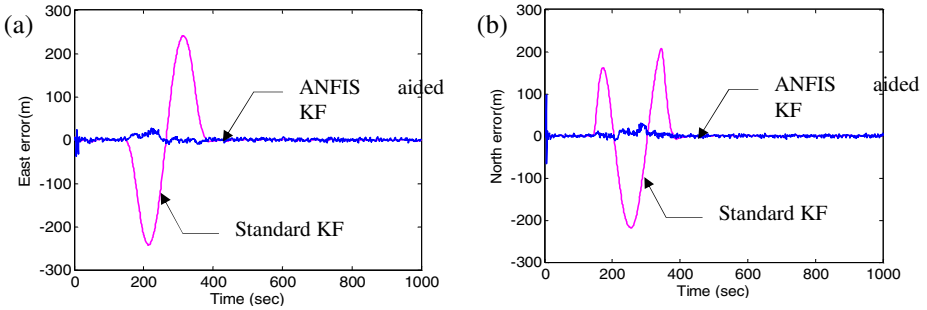 (a)
300
200
100
0
-100
-200
-300
East error(m)
0
200
400
600
800
1000
Time (sec)
ANFIS aided
KF
Standard KF
(b)
300
200
100
0
-100
-200
-300
North error(m)
0
200
400
600
800
1000
Time (sec)
ANFIS aided
KF
Standard KF